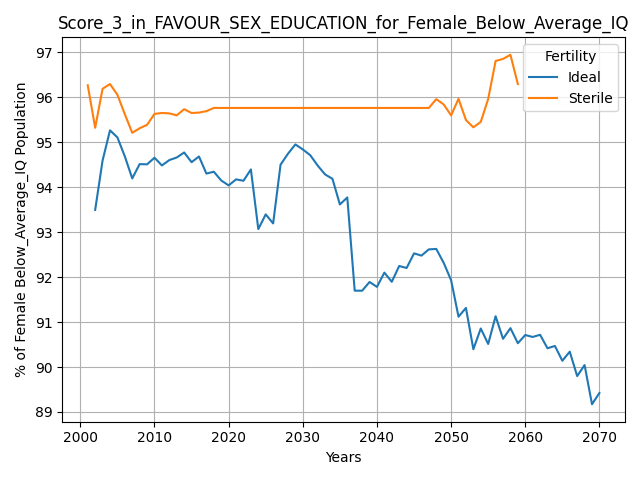 Score_3_in_FAVOUR_SEX_EDUCATION_for_Female_Below_Average_IQ
% of Female Below_Average_IQ Population
97
96
95
94
93
92
91
90
89
Fertility
Ideal
Sterile
2000 2010 2020 2030 2040 2050 2060 2070
Years